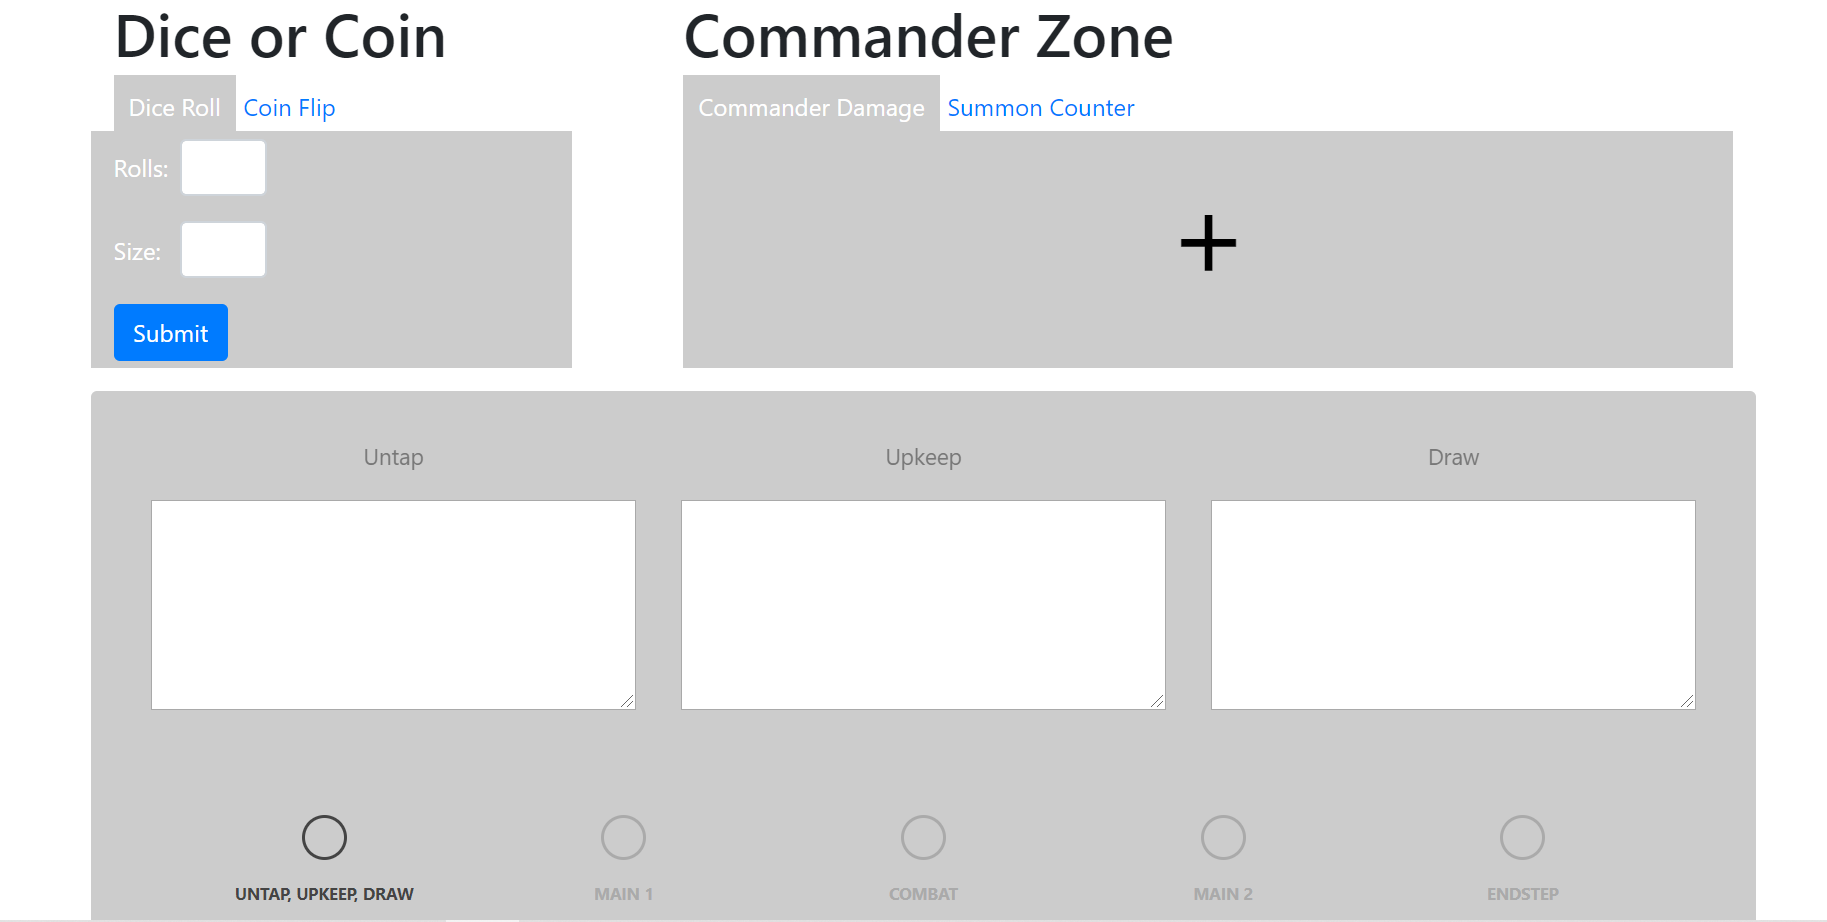 Dice or Coin
Commander Zone
Dice Roll Coin Flip
Commander Damage Summon Counter
Rolls:
Size:
Submit
+
Untap Upkeep Draw
UNTAP, UPKEEP, DRAW MAIN 1 COMBAT MAIN 2 ENDSTEP